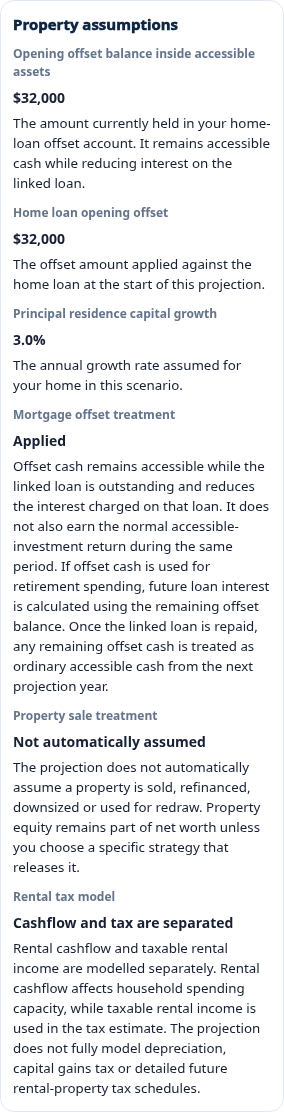 Property assumptions
Opening offset balance inside accessible
assets
$32,000
The amount currently held in your home-
loan offset account. It remains accessible
cash while reducing interest on the
linked loan.
Home loan opening offset
$32,000
The offset amount applied against the
home loan at the start of this projection.
Principal residence capital growth
3.0%
The annual growth rate assumed for
your home in this scenario.
Mortgage offset treatment
Applied
Offset cash remains accessible while the
linked loan is outstanding and reduces
the interest charged on that loan. It does
not also earn the normal accessible-
investment return during the same
period. If offset cash is used for
retirement spending, future loan interest
is calculated using the remaining offset
balance. Once the linked loan is repaid,
any remaining offset cash is treated as
ordinary accessible cash from the next
projection year.
Property sale treatment
Not automatically assumed
The projection does not automatically
assume a property is sold, refinanced,
downsized or used for redraw. Property
equity remains part of net worth unless
you choose a specific strategy that
releases it.
Rental tax model
Cashflow and tax are separated
Rental cashflow and taxable rental
income are modelled separately. Rental
cashflow affects household spending
capacity, while taxable rental income is
used in the tax estimate. The projection
does not fully model depreciation,
capital gains tax or detailed future
rental-property tax schedules.